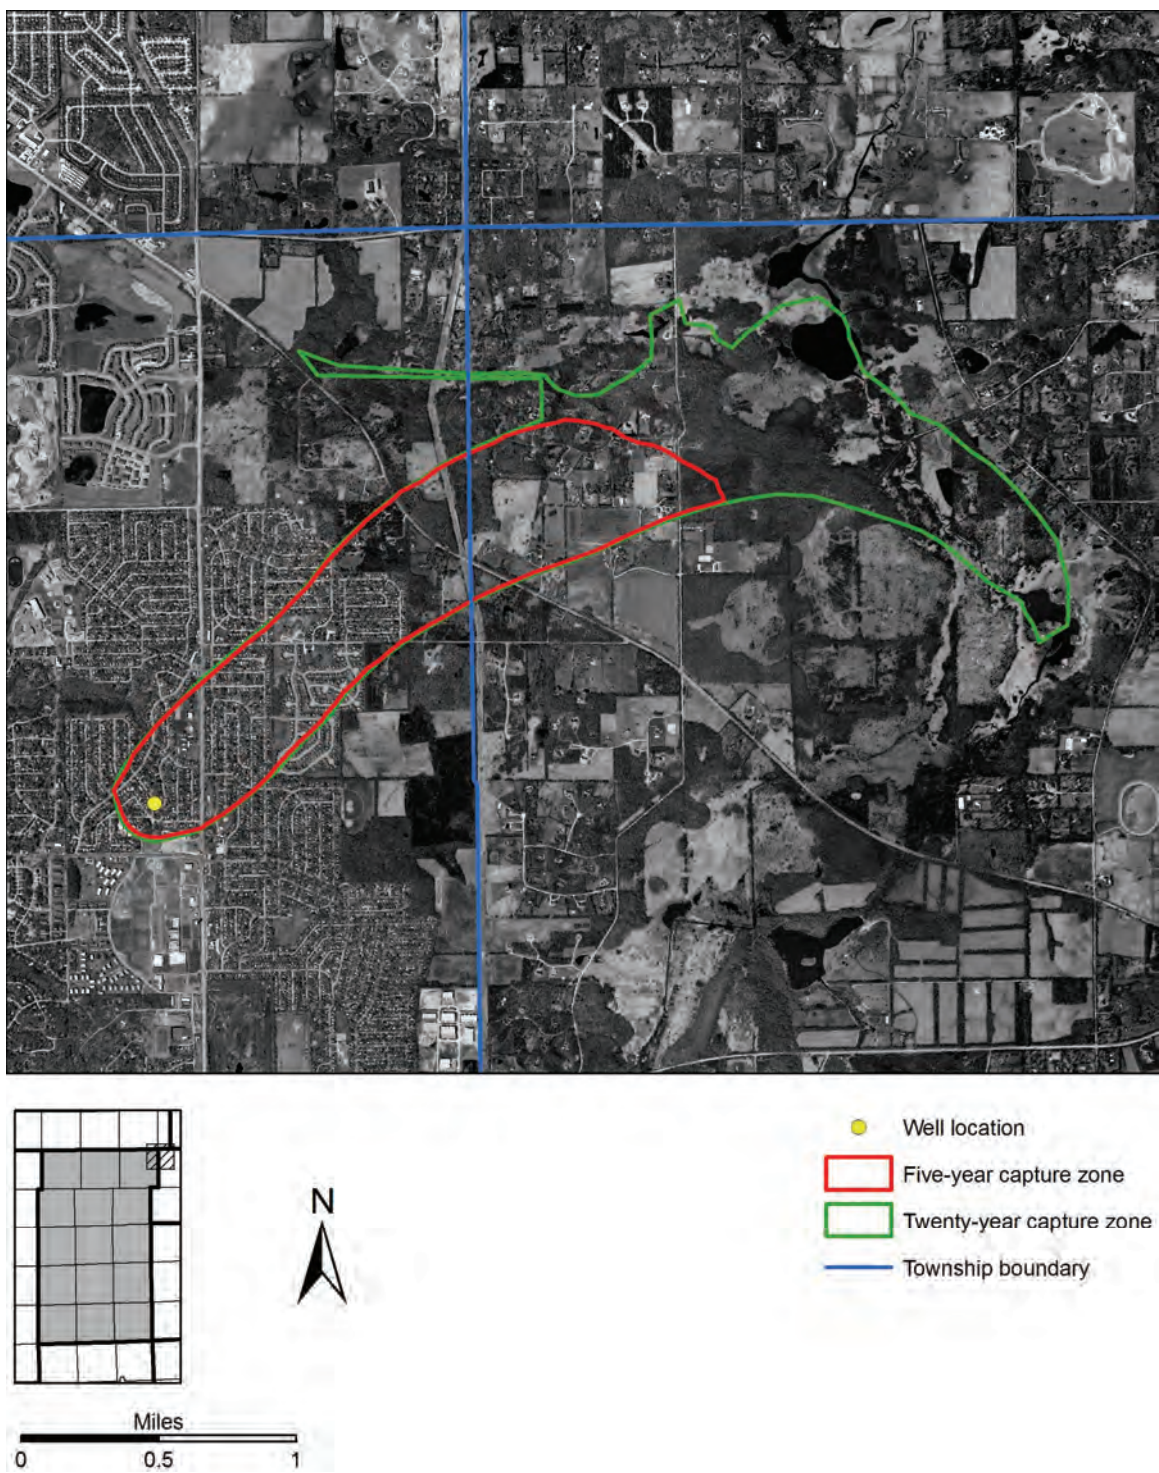 Well location
Five-year capture zone
Twenty-year capture zone
Township boundary
N
Miles
0 0.5 1